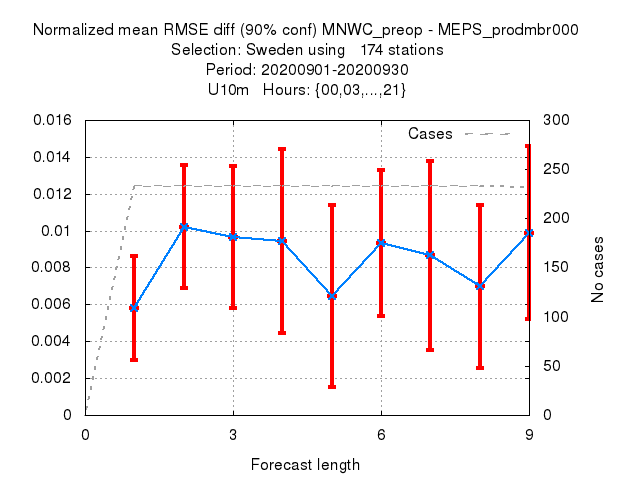 Normalized mean RMSE diff (90% conf) MNWC_preop - MEPS_prodmbr000
Selection: Sweden using 174 stations
Period: 20200901-20200930
U10m Hours: {00,03,...,21}
Cases
0.016
0.014
0.012
0.01
0.008
0.006
0.004
0.002
0
300
250
200
150
100
50
0
No cases
0 3 6 9
Forecast length